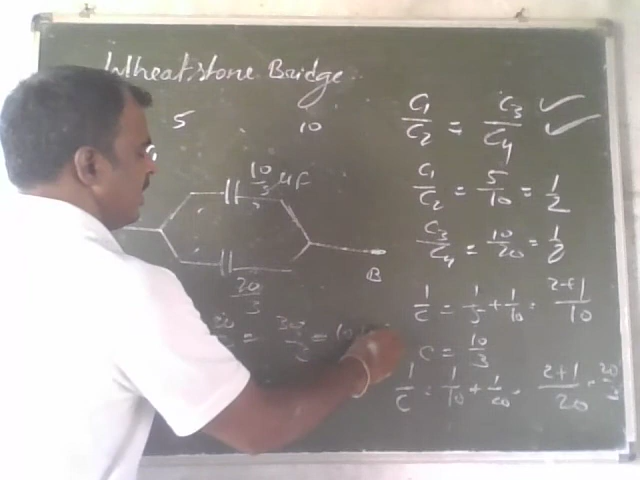 Wheatstone Bridge
5 10
C1/C2 = C3/C4
C1/C2 = 5/10 = 1/2
C3/C4 = 10/20 = 1/2
10/3 μF
20/3
B
1/C = 1/5 + 1/10 = 2+1/10
C = 10/3
1/C = 1/10 + 1/20 = 2+1/20
= 30/3 = 10